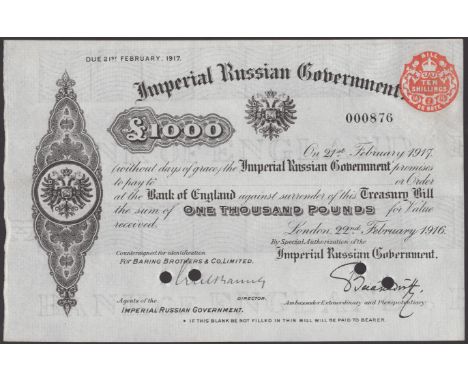 DUE 21ST FEBRUARY, 1917.
Imperial Russian Government.
BILL
TEN
SHILLINGS
OR NOTE
£1000
000876
On 21st February 1917.
(without days of grace) the Imperial Russian Government promises
to pay to or Order
at the Bank of England against surrender of this Treasury Bill
the sum of ONE THOUSAND POUNDS for Value
received.
London, 22nd February 1916.
By Special Authorization of the
Imperial Russian Government.
Countersigned for identification
FOR BARING BROTHERS & CO, LIMITED.
DIRECTOR.
Agents of the
IMPERIAL RUSSIAN GOVERNMENT.
Ambassador Extraordinary and Plenipotentiary.
* IF THIS BLANK BE NOT FILLED IN THIS BILL WILL BE PAID TO BEARER.